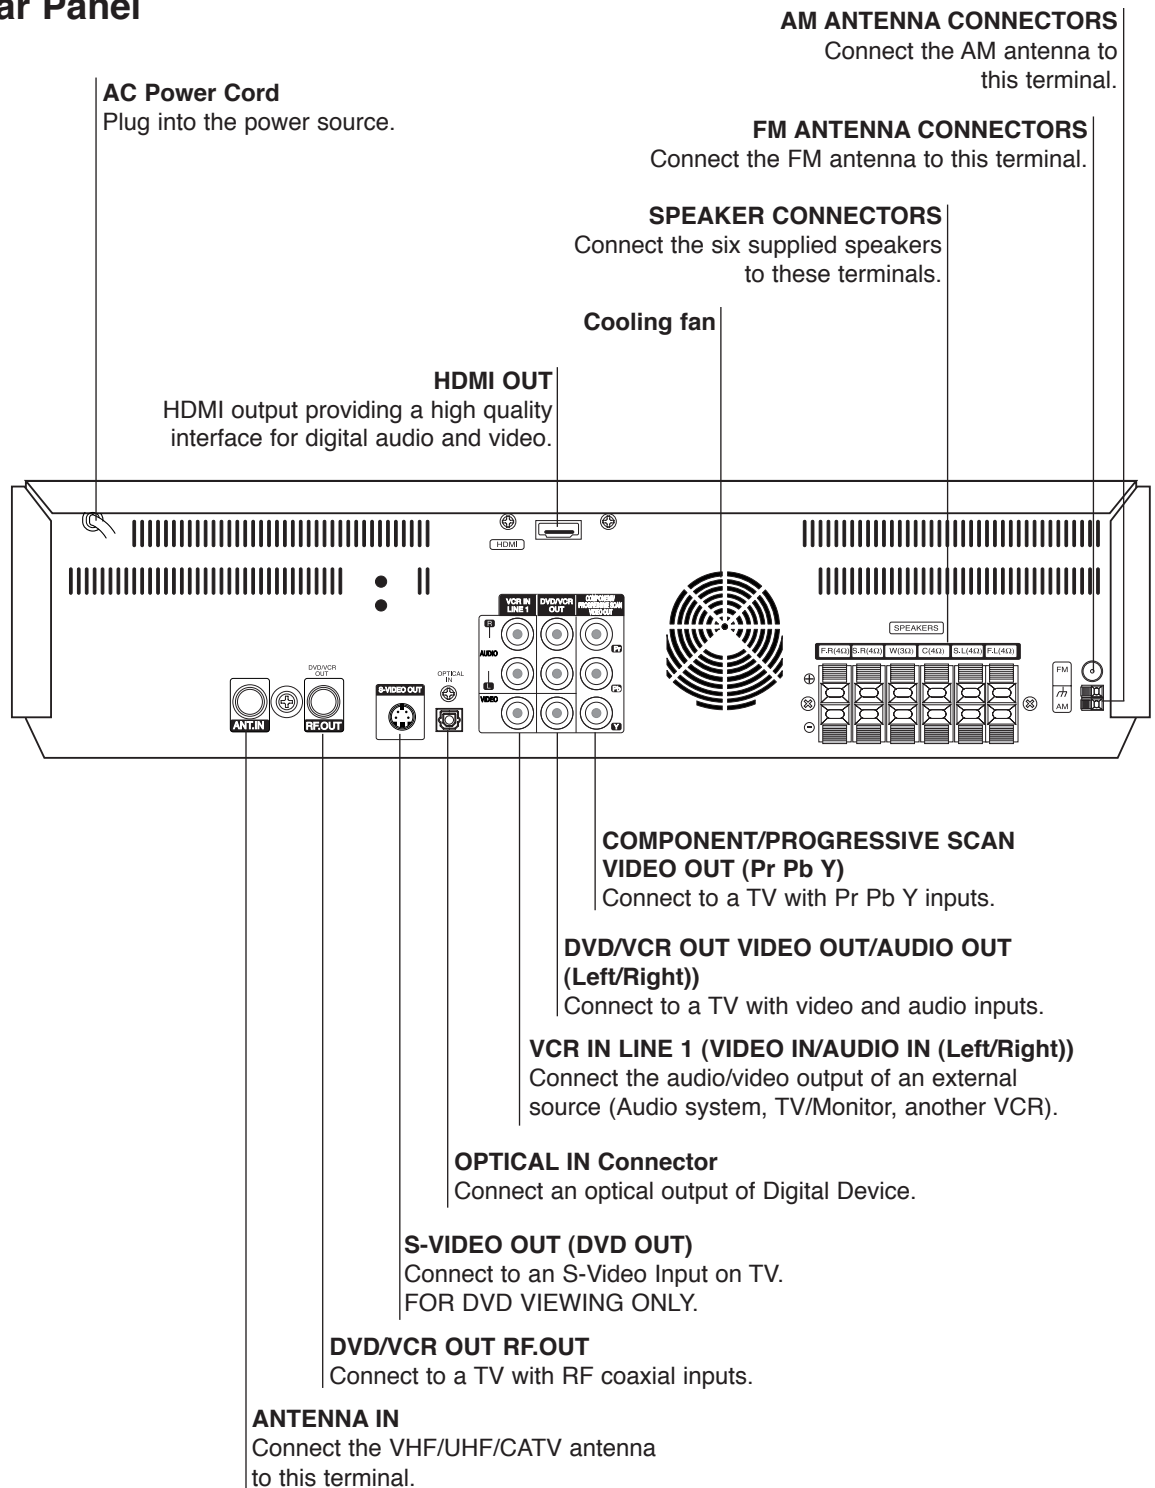 ar Panel
AM ANTENNA CONNECTORS
Connect the AM antenna to
this terminal.
AC Power Cord
Plug into the power source.
FM ANTENNA CONNECTORS
Connect the FM antenna to this terminal.
SPEAKER CONNECTORS
Connect the six supplied speakers
to these terminals.
Cooling fan
HDMI OUT
HDMI output providing a high quality
interface for digital audio and video.
HDMI
VCR IN
LINE 1
DVD/VCR
OUT
COMPONENT/
PROGRESSIVE SCAN
VIDEO OUT
R
AUDIO
L
VIDEO
Pr
Pb
Y
SPEAKERS
F.R(4Ω) S.R(4Ω) W(3Ω) C(4Ω) S.L(4Ω) F.L(4Ω)
+
−
FM
AM
DVD/VCR
OUT
ANT.IN
RF.OUT
S-VIDEO OUT
OPTICAL
IN
COMPONENT/PROGRESSIVE SCAN
VIDEO OUT (Pr Pb Y)
Connect to a TV with Pr Pb Y inputs.
DVD/VCR OUT VIDEO OUT/AUDIO OUT
(Left/Right))
Connect to a TV with video and audio inputs.
VCR IN LINE 1 (VIDEO IN/AUDIO IN (Left/Right))
Connect the audio/video output of an external
source (Audio system, TV/Monitor, another VCR).
OPTICAL IN Connector
Connect an optical output of Digital Device.
S-VIDEO OUT (DVD OUT)
Connect to an S-Video Input on TV.
FOR DVD VIEWING ONLY.
DVD/VCR OUT RF.OUT
Connect to a TV with RF coaxial inputs.
ANTENNA IN
Connect the VHF/UHF/CATV antenna
to this terminal.